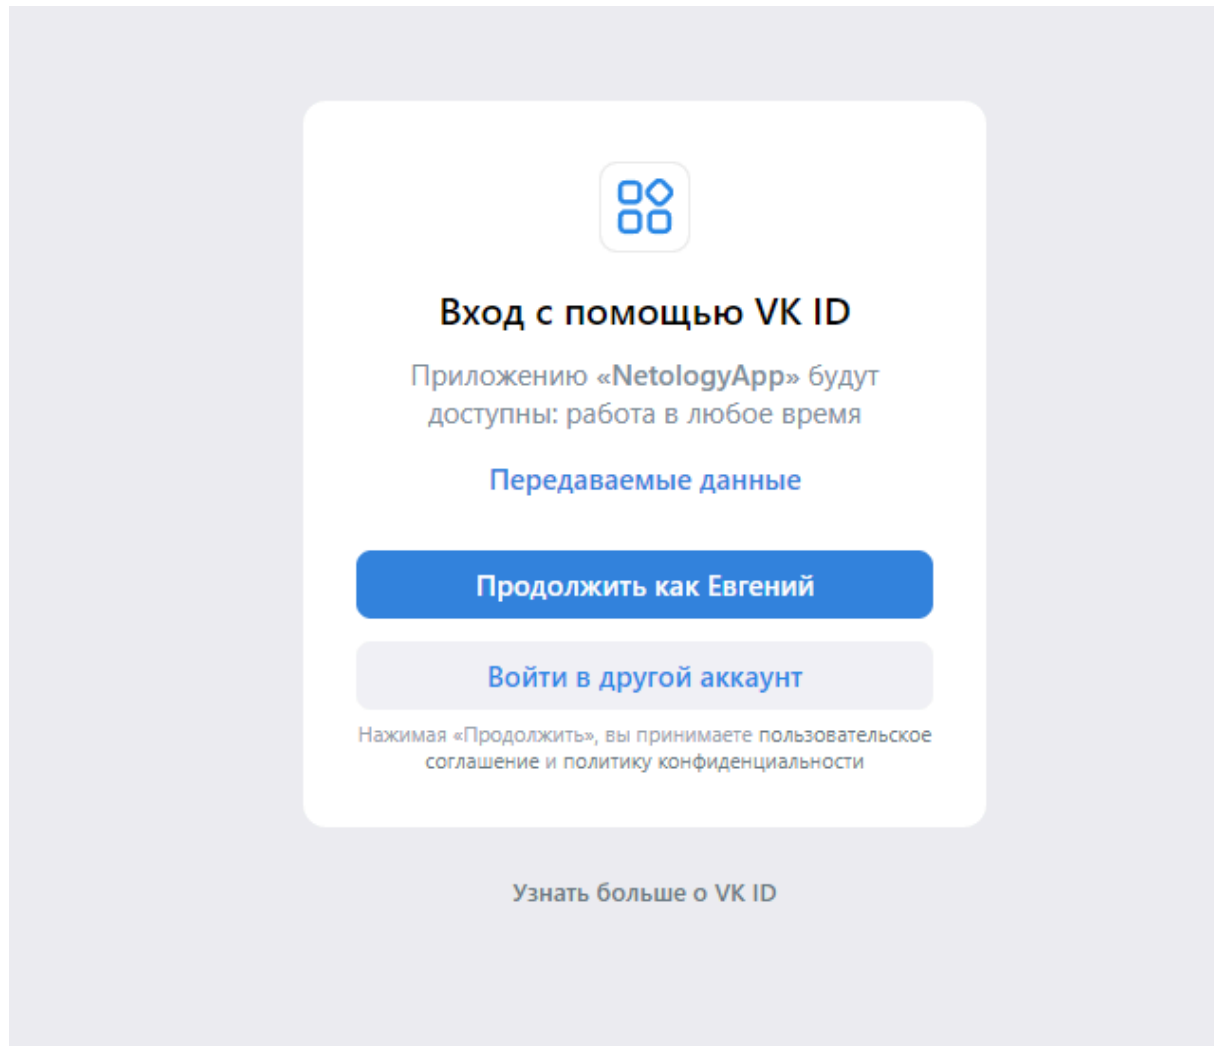 Вход с помощью VK ID
Приложению «NetologyApp» будут
доступны: работа в любое время
Передаваемые данные
Продолжить как Евгений
Войти в другой аккаунт
Нажимая «Продолжить», вы принимаете пользовательское
соглашение и политику конфиденциальности
Узнать больше о VK ID